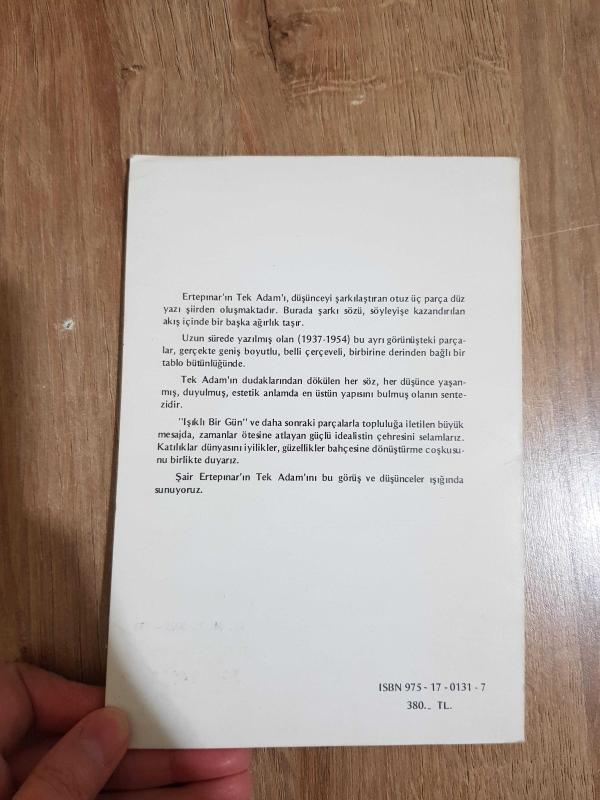 Ertepınar'ın Tek Adam'ı, düşünceyi şarkılaştıran otuz üç parça düz
yazı şiirden oluşmaktadır. Burada şarkı sözü, söyleyişe kazandırılan
akış içinde bir başka ağırlık taşır.
Uzun sürede yazılmış olan (1937-1954) bu ayrı görünüşteki parça-
lar, gerçekte geniş boyutlu, belli çerçeveli, birbirine derinden bağlı bir
tablo bütünlüğünde.
Tek Adam'ın dudaklarından dökülen her söz, her düşünce yaşan-
mış, duyulmuş, estetik anlamda en üstün yapısını bulmuş olanın sente-
zidir.
"Işıklı Bir Gün" ve daha sonraki parçalarla topluluğa iletilen büyük
mesajda, zamanlar ötesine atlayan güçlü idealistin çehresini selamlarız.
Katılıklar dünyasını iyilikler, güzellikler bahçesine dönüştürme coşkusu-
nu birlikte duyarız.
Şair Ertepınar'ın Tek Adam'ını bu görüş ve düşünceler ışığında
sunuyoruz.
ISBN 975 - 17 - 0131 - 7
380.. TL.